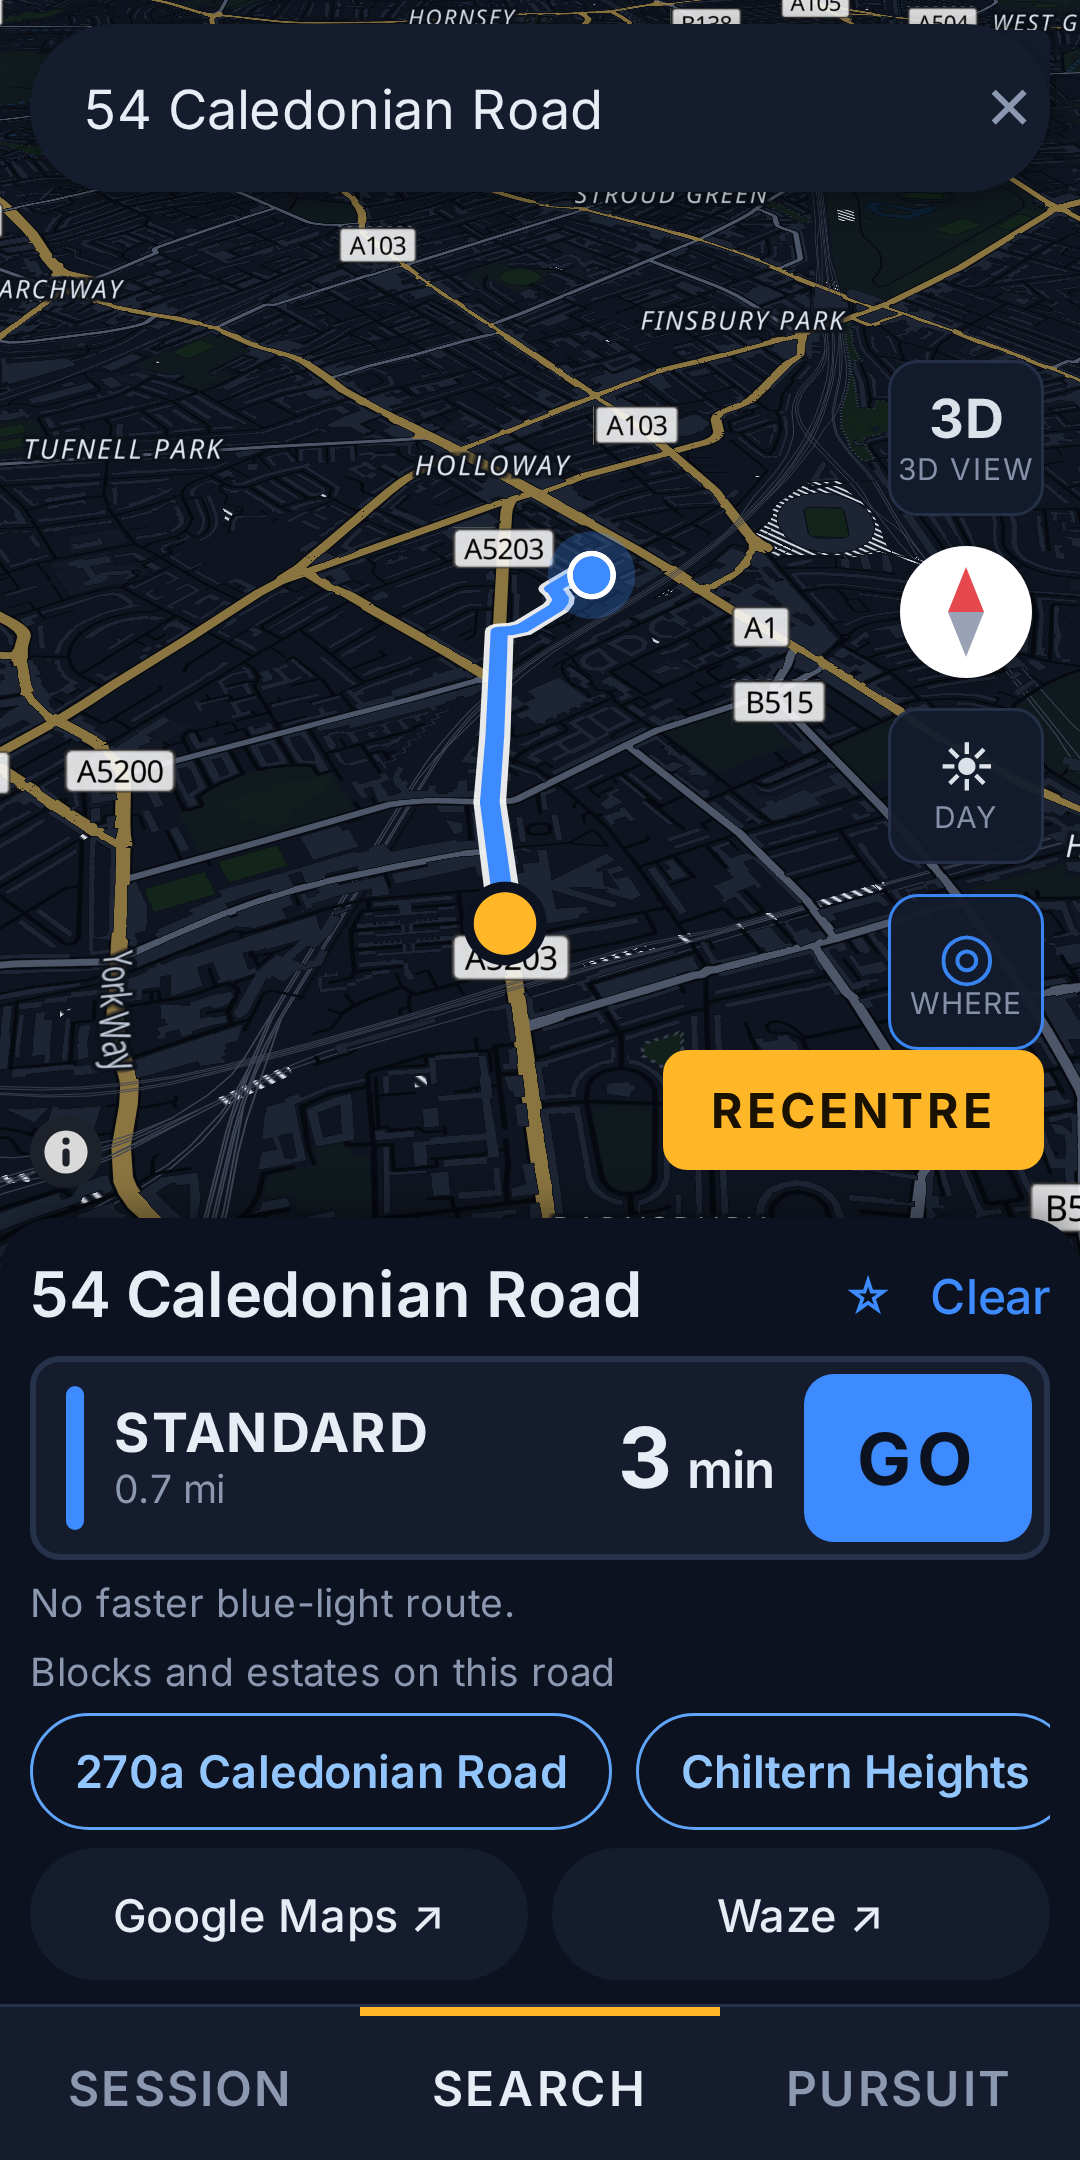 HORNSEY
B138
A105
A504
WEST G
54 Caledonian Road
STROUD GREEN
A103
ARCHWAY
FINSBURY PARK
3D
3D VIEW
A103
TUFNELL PARK
HOLLOWAY
A5203
A1
B515
DAY
A5200
A5203
WHERE
York Way
RECENTRE
54 Caledonian Road
☆ Clear
STANDARD
0.7 mi
3 min
GO
No faster blue-light route.
Blocks and estates on this road
270a Caledonian Road
Chiltern Heights
Google Maps ↗
Waze ↗
SESSION
SEARCH
PURSUIT